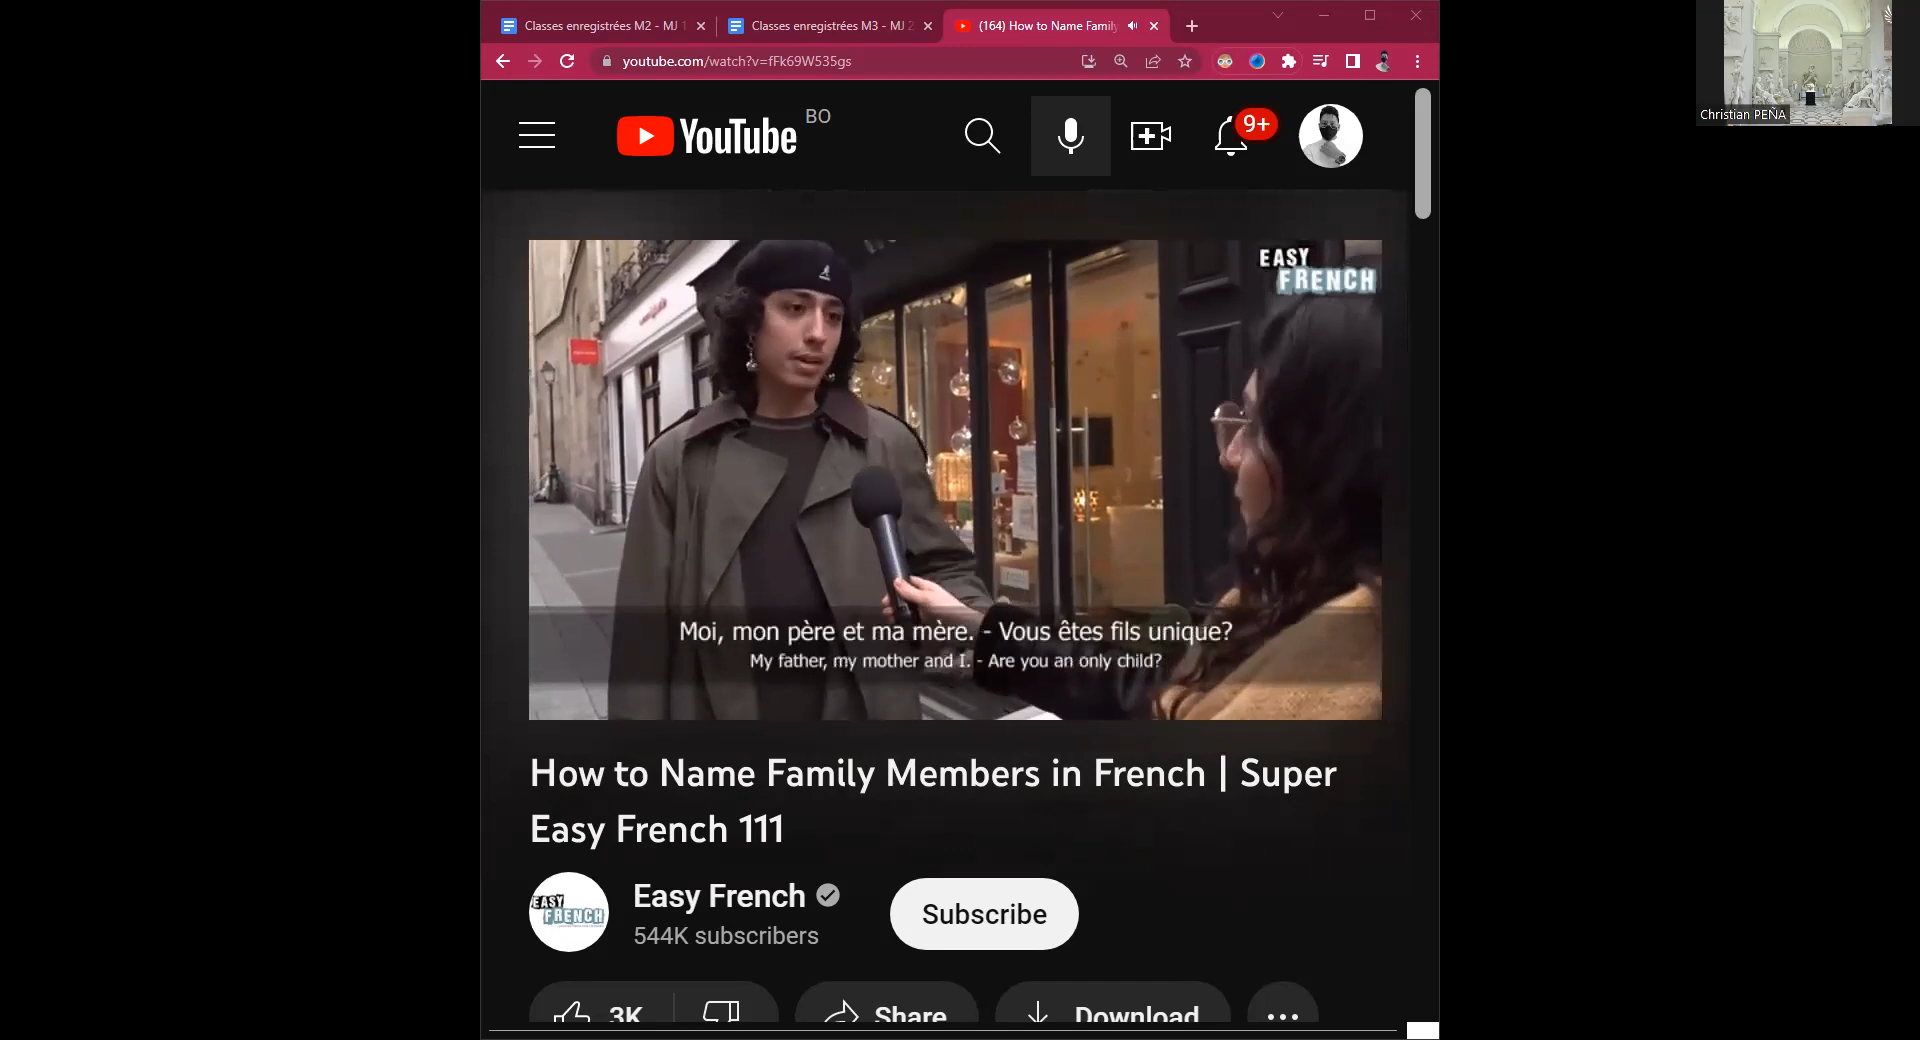 Classes enregistrées M2 - MJ 1
Classes enregistrées M3 - MJ 2
(164) How to Name Family
youtube.com/watch?v=fFk69W535gs
YouTube BO
9+
Christian PEÑA
EASY
FRENCH
Moi, mon père et ma mère. - Vous êtes fils unique?
My father, my mother and I. - Are you an only child?
How to Name Family Members in French | Super
Easy French 111
EASY
FRENCH
Easy French
544K subscribers
Subscribe
3K
Share
Download